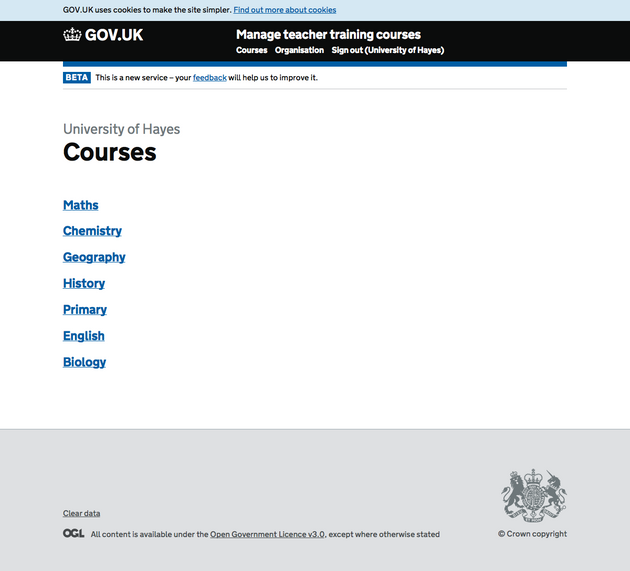 GOV.UK uses cookies to make the site simpler. Find out more about cookies
GOV.UK
Manage teacher training courses
Courses Organisation Sign out (University of Hayes)
BETA This is a new service – your feedback will help us to improve it.
University of Hayes
Courses
Maths
Chemistry
Geography
History
Primary
English
Biology
Clear data
OGL All content is available under the Open Government Licence v3.0, except where otherwise stated
© Crown copyright